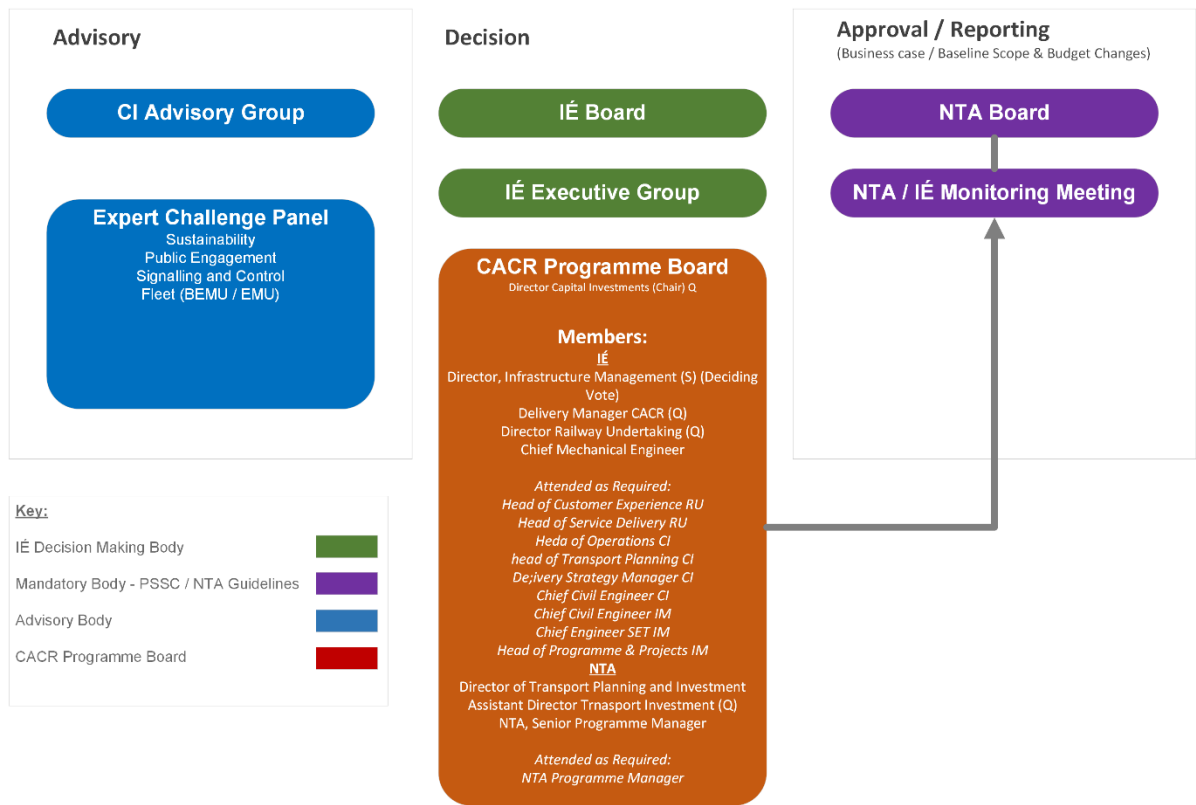 Advisory
CI Advisory Group
Expert Challenge Panel
Sustainability
Public Engagement
Signalling and Control
Fleet (BEMU / EMU)
Decision
IÉ Board
IÉ Executive Group
CACR Programme Board
Director Capital Investments (Chair) Q
Members:
IÉ
Director, Infrastructure Management (S) (Deciding
Vote)
Delivery Manager CACR (Q)
Director Railway Undertaking (Q)
Chief Mechanical Engineer
Attended as Required:
Head of Customer Experience RU
Head of Service Delivery RU
Heda of Operations CI
head of Transport Planning CI
De;ivery Strategy Manager CI
Chief Civil Engineer CI
Chief Civil Engineer IM
Chief Engineer SET IM
Head of Programme & Projects IM
NTA
Director of Transport Planning and Investment
Assistant Director Trnasport Investment (Q)
NTA, Senior Programme Manager
Attended as Required:
NTA Programme Manager
Approval / Reporting
(Business case / Baseline Scope & Budget Changes)
NTA Board
NTA / IÉ Monitoring Meeting
Key:
IÉ Decision Making Body
Mandatory Body - PSSC / NTA Guidelines
Advisory Body
CACR Programme Board